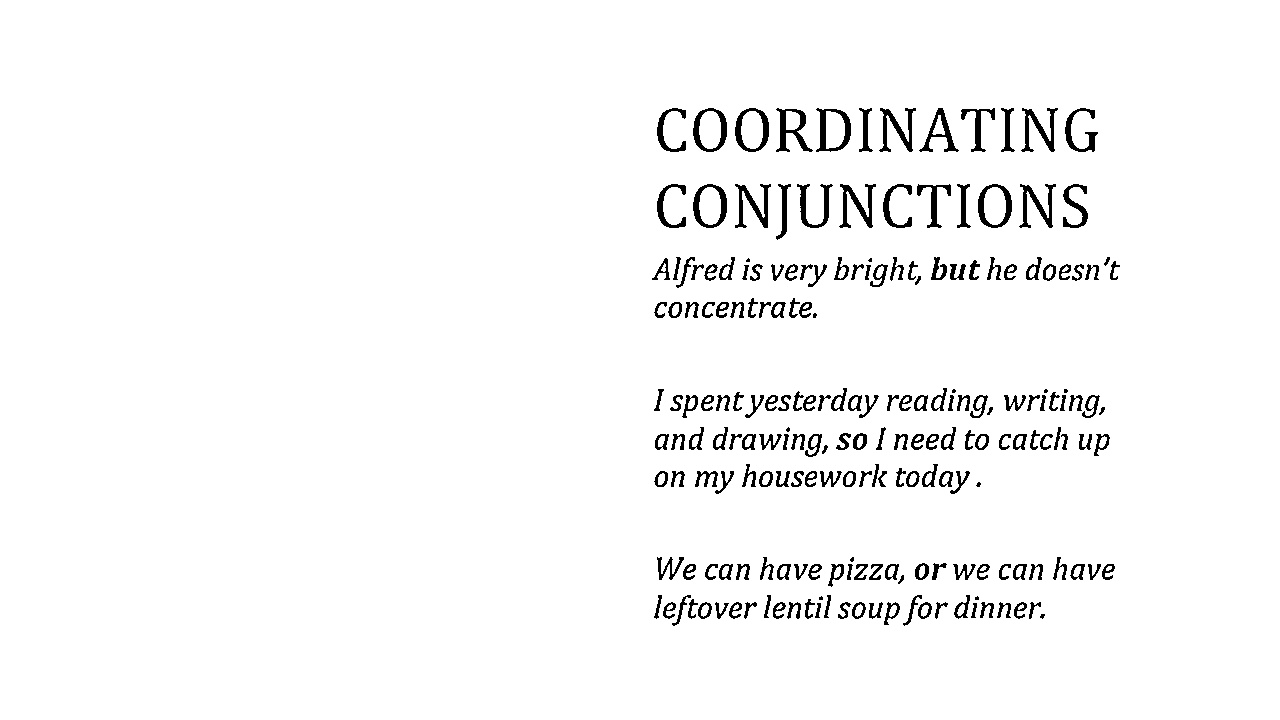 COORDINATING
CONJUNCTIONS
Alfred is very bright, but he doesn’t
concentrate.
I spent yesterday reading, writing,
and drawing, so I need to catch up
on my housework today .
We can have pizza, or we can have
leftover lentil soup for dinner.